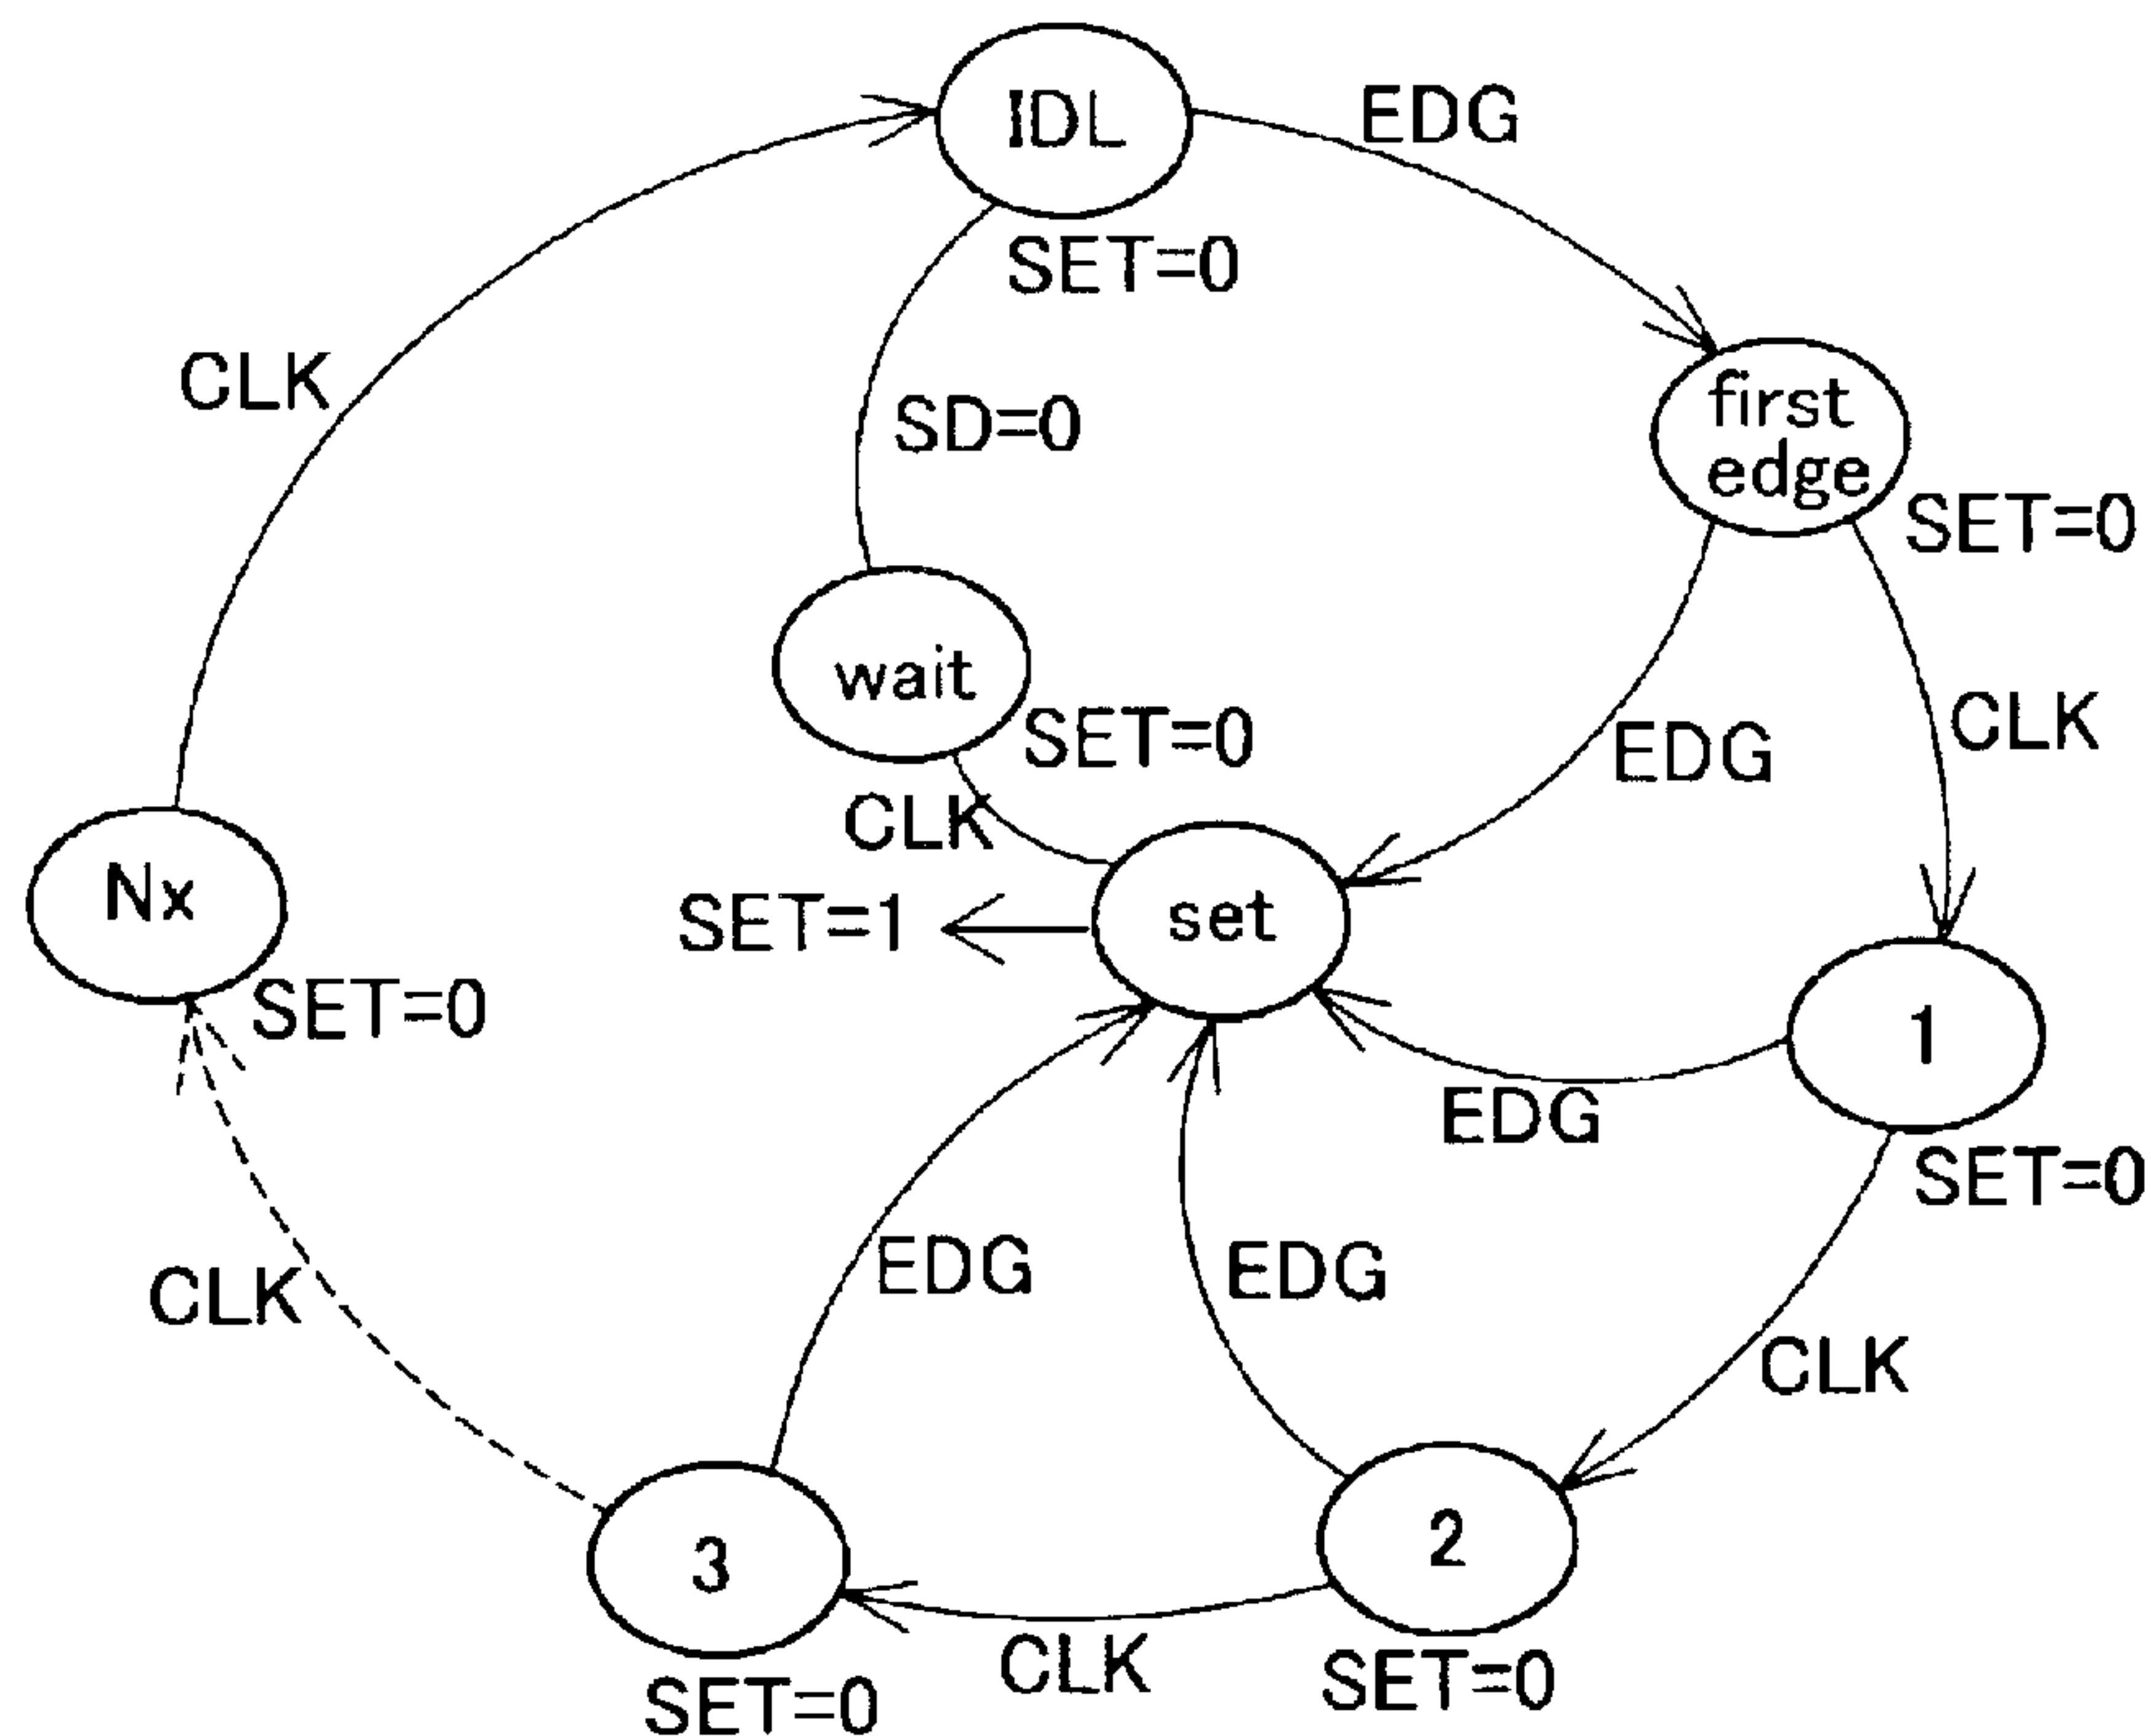 IDL
EDG
SET=0
CLK
SD=0
first
edge
SET=0
wait
SET=0
CLK
EDG
CLK
Nx
SET=0
SET=1
set
1
SET=0
EDG
CLK
EDG
EDG
CLK
3
SET=0
CLK
2
SET=0